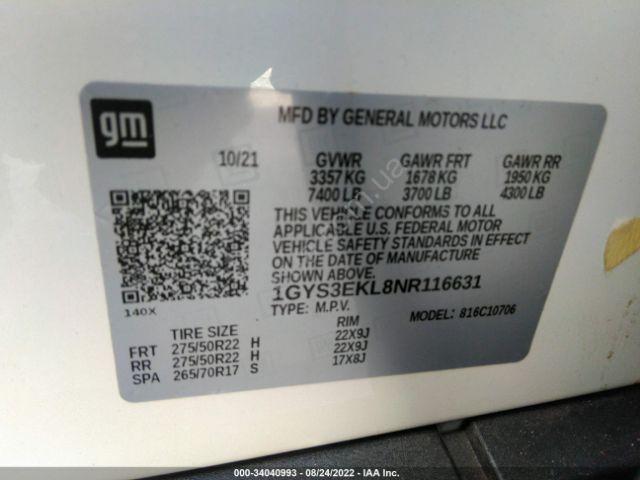 gm
MFD BY GENERAL MOTORS LLC
10/21 GVWR GAWR FRT GAWR RR
3357 KG 1678 KG 1950 KG
7400 LB 3700 LB 4300 LB
THIS VEHICLE CONFORMS TO ALL
APPLICABLE U.S. FEDERAL MOTOR
VEHICLE SAFETY STANDARDS IN EFFECT
ON THE DATE OF MANUFACTURE
SHOWN ABOVE.
1GYS3EKL8NR116631
140X
TYPE: M.P.V. MODEL: 816C10706
TIRE SIZE RIM
FRT 275/50R22 H 22X9J
RR 275/50R22 H 22X9J
SPA 265/70R17 S 17X8J
000-34040993 - 08/24/2022 - IAA Inc.